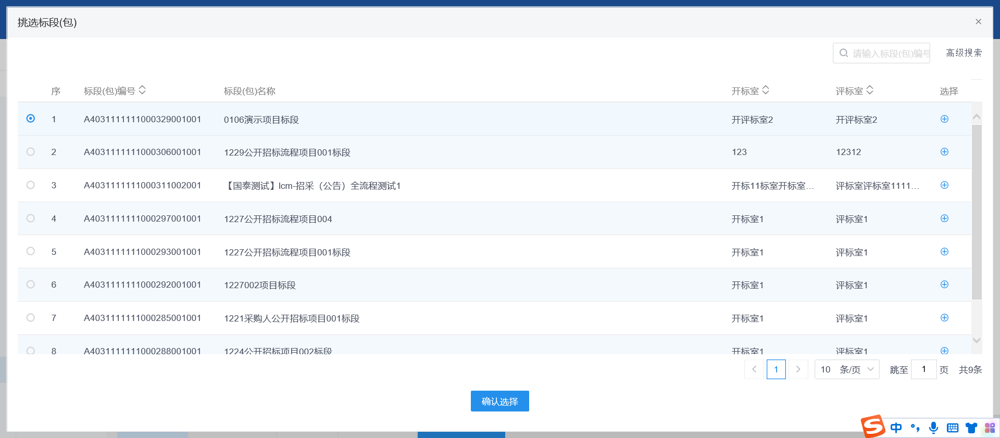 挑选标段(包)
请输入标段(包)编号 高级搜索
序 标段(包)编号 标段(包)名称 开标室 评标室 选择
1 A4031111111000329001001 0106演示项目标段 开评标室2 开评标室2
2 A4031111111000306001001 1229公开招标流程项目001标段 123 12312
3 A4031111111000311002001 【国泰测试】lcm-招采（公告）全流程测试1 开标11标室开标室... 评标室评标室1111...
4 A4031111111000297001001 1227公开招标流程项目004 开标室1 评标室1
5 A4031111111000293001001 1227公开招标流程项目001标段 开标室1 评标室1
6 A4031111111000292001001 1227002项目标段 开标室1 评标室1
7 A4031111111000285001001 1221采购人公开招标项目001标段 开标室1 评标室1
8 A4031111111000288001001 1224公开招标项目002标段 开标室1 评标室1
1 10 条/页 跳至 1 页 共9条
确认选择
S 中